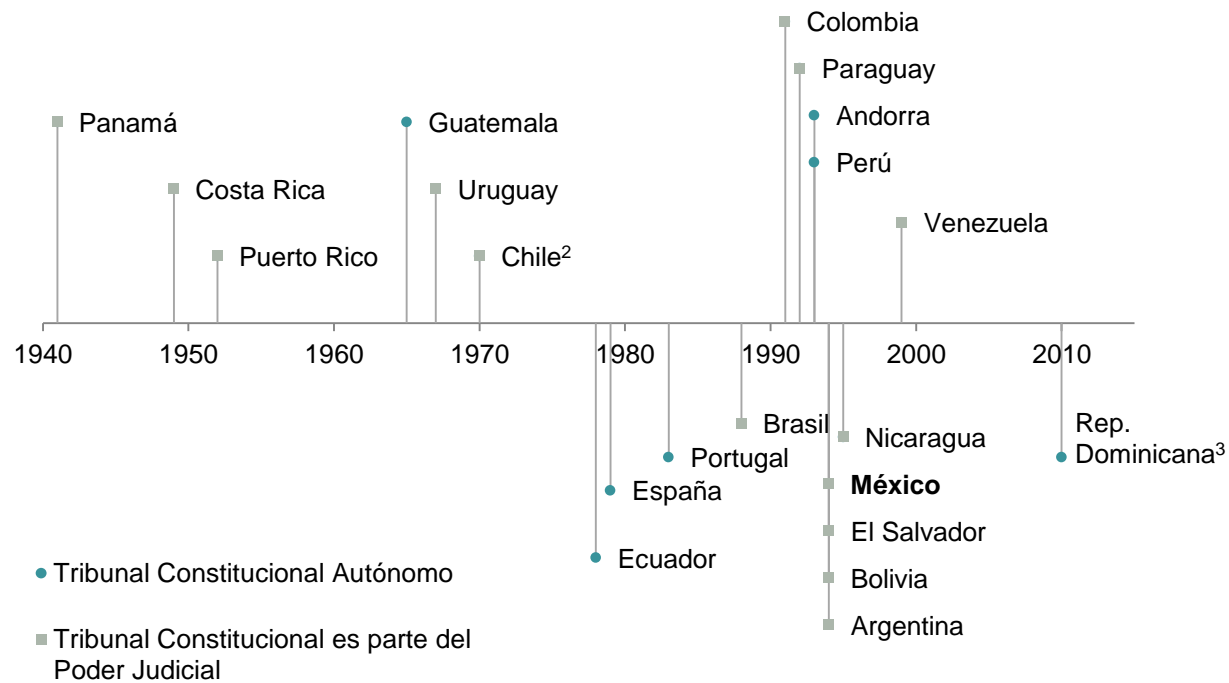 Colombia
Paraguay
Panamá
Guatemala
Andorra
Perú
Costa Rica
Uruguay
Venezuela
Puerto Rico
Chile²
1940
1950
1960
1970
1980
1990
2000
2010
Brasil
Nicaragua
Rep.
Dominicana³
Portugal
España
México
El Salvador
Ecuador
Bolivia
Argentina
Tribunal Constitucional Autónomo
Tribunal Constitucional es parte del
Poder Judicial